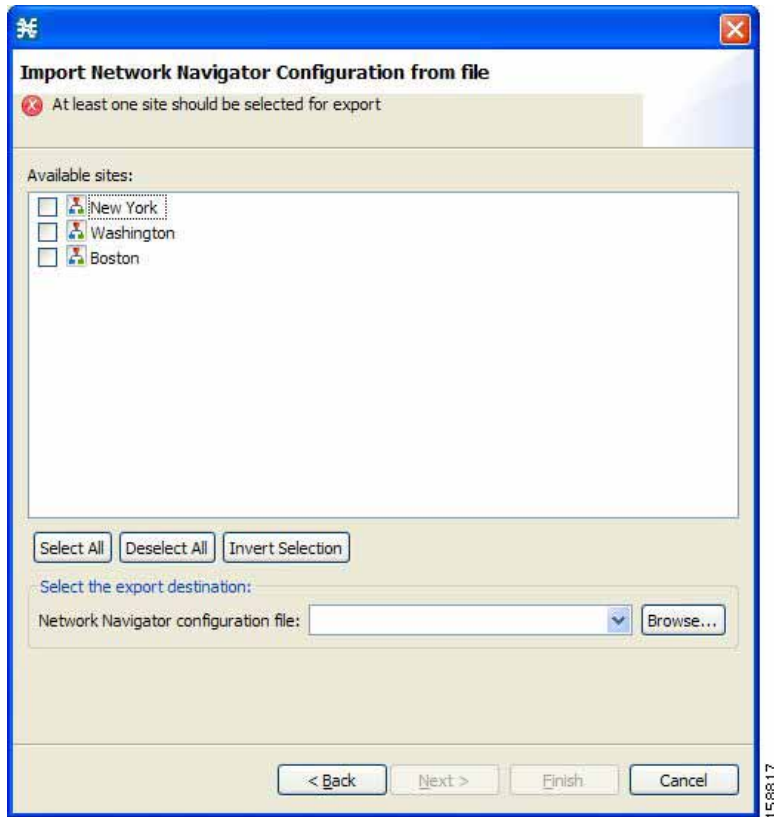 Import Network Navigator Configuration from file
At least one site should be selected for export
Available sites:
New York
Washington
Boston
Select All Deselect All Invert Selection
Select the export destination:
Network Navigator configuration file: Browse...
< Back Next > Finish Cancel
158817